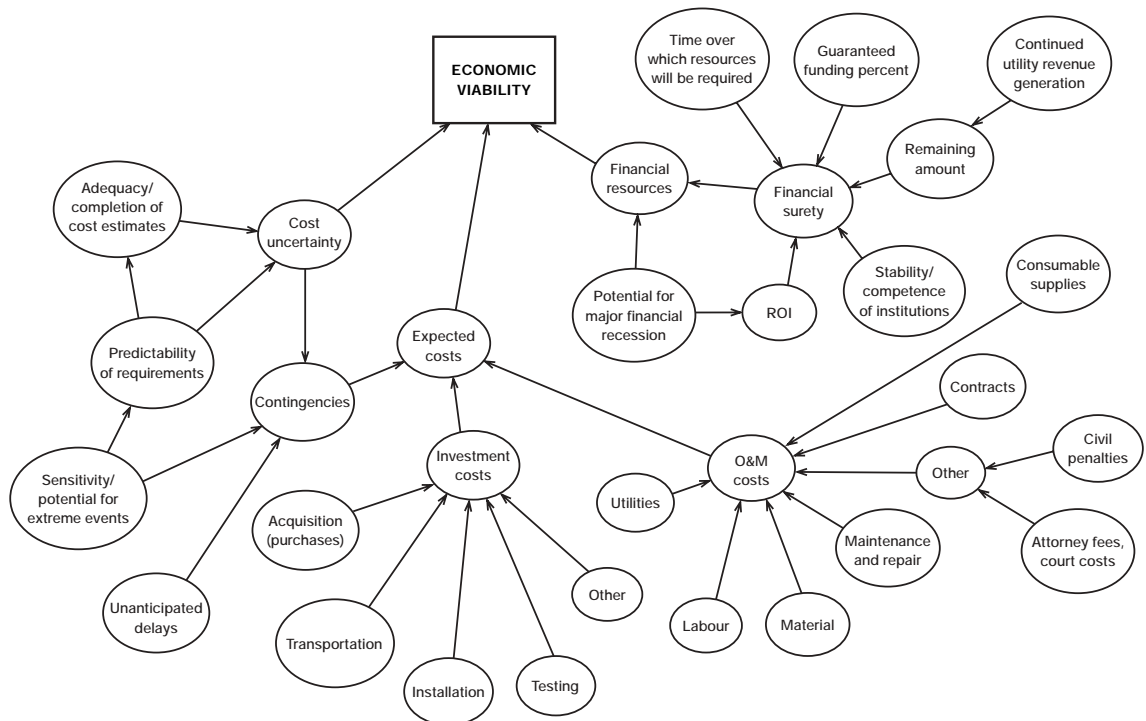 ECONOMIC
VIABILITY
Time over
which resources
will be required
Guaranteed
funding percent
Continued
utility revenue
generation
Remaining
amount
Financial
resources
Financial
surety
Adequacy/
completion of
cost estimates
Cost
uncertainty
Stability/
competence
of institutions
Consumable
supplies
Potential for
major financial
recession
ROI
Predictability
of requirements
Expected
costs
Contingencies
Contracts
Investment
costs
O&M
costs
Other
Civil
penalties
Sensitivity/
potential for
extreme events
Utilities
Acquisition
(purchases)
Maintenance
and repair
Attorney fees,
court costs
Unanticipated
delays
Other
Labour
Material
Transportation
Installation
Testing